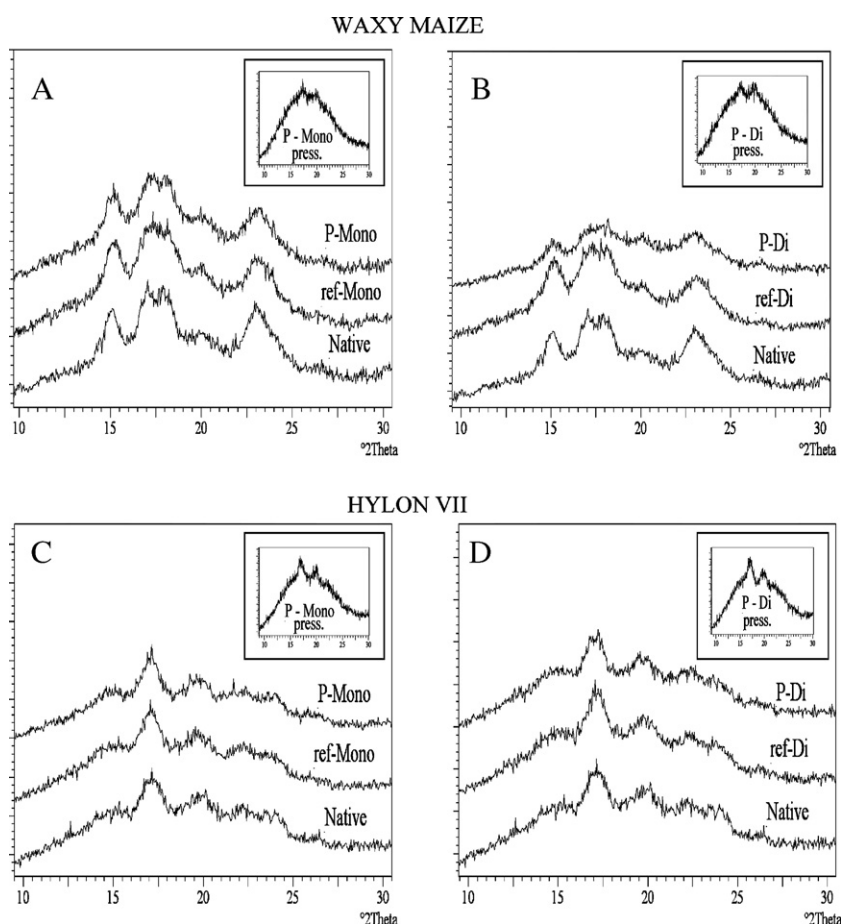 WAXY MAIZE
A
P - Mono
press.
10 15 20 25 30
P-Mono
ref-Mono
Native
10 15 20 25 30
°2Theta
B
P - Di
press.
10 15 20 25 30
P-Di
ref-Di
Native
10 15 20 25 30
°2Theta
HYLON VII
C
P - Mono
press.
10 15 20 25 30
P-Mono
ref-Mono
Native
10 15 20 25 30
°2Theta
D
P - Di
press.
10 15 20 25 30
P-Di
ref-Di
Native
10 15 20 25 30
°2Theta